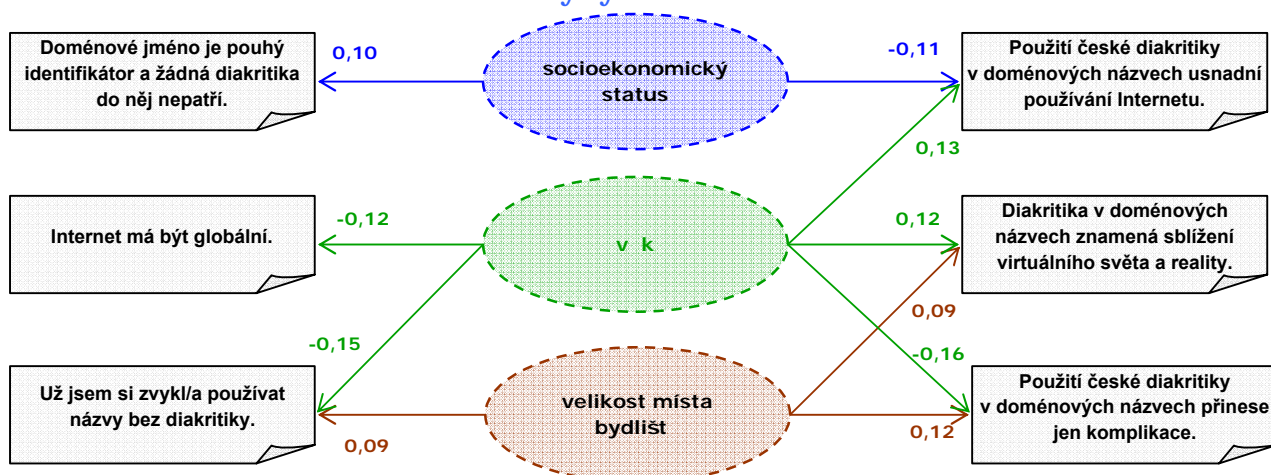 Doménové jméno je pouhý
identifikátor a žádná diakritika
do něj nepatří.
0,10
socioekonomický
status
-0,11
Použití české diakritiky
v doménových názvech usnadní
používání Internetu.
0,13
Internet má být globální.
-0,12
v k
0,12
Diakritika v doménových
názvech znamená sblížení
virtuálního světa a reality.
0,09
-0,15
-0,16
Už jsem si zvykl/a používat
názvy bez diakritiky.
0,09
velikost místa
bydlišt
0,12
Použití české diakritiky
v doménových názvech přinese
jen komplikace.